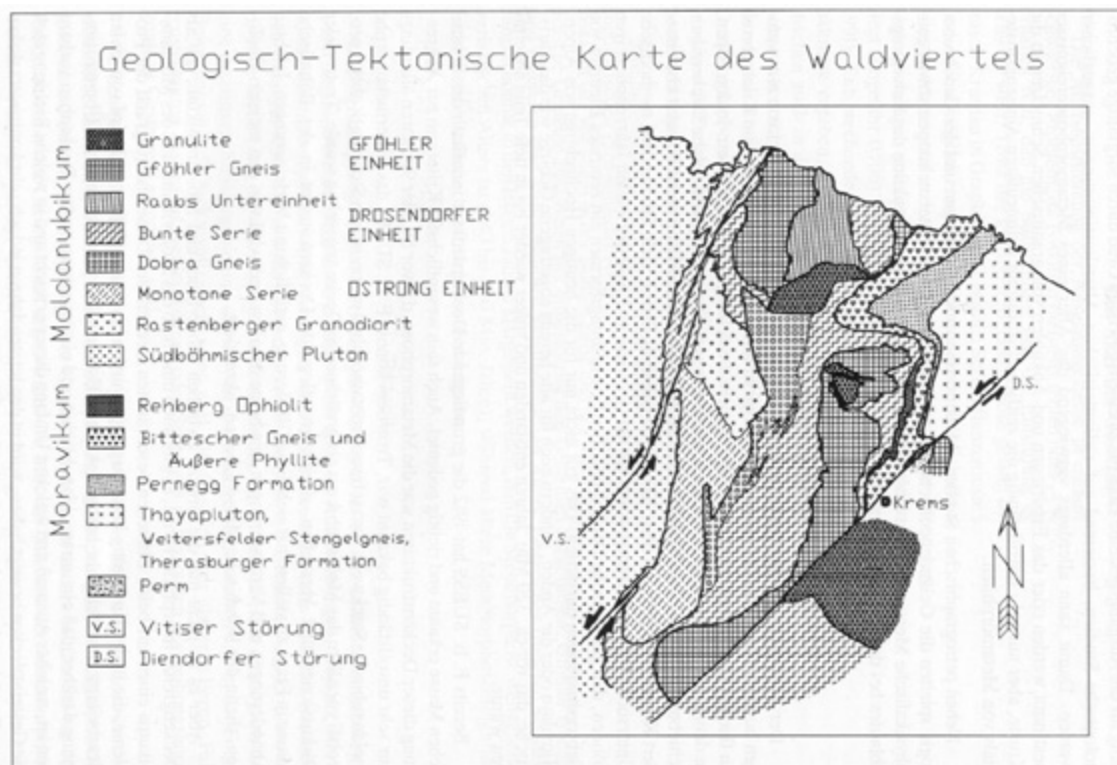 Geologisch-Tektonische Karte des Waldviertels
Moldanubikum
Granulite
Gföhler Gneis
GFÖHLER
EINHEIT
Raabs Untereinheit
Bunte Serie
Dobra Gneis
DROSENDORFER
EINHEIT
Monotone Serie
OSTRONG EINHEIT
Rastenberger Granodiorit
Südböhmischer Pluton
Moravikum
Rehberg Ophiolit
Bittescher Gneis und
Äußere Phyllite
Pernegg Formation
Thayapluton,
Weitersfelder Stengelgneis,
Therasburger Formation
Perm
V.S. Vitiser Störung
D.S. Diendorfer Störung
D.S.
Krems
V.S.
N